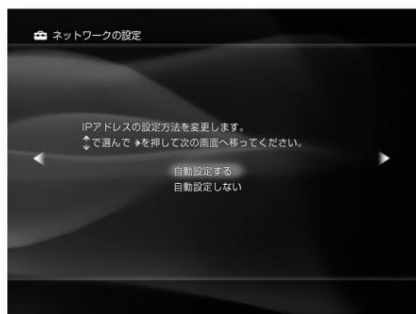 ネットワークの設定
IPアドレスの設定方法を変更します。
で選んで を押して次の画面へ移ってください。
自動設定する
自動設定しない